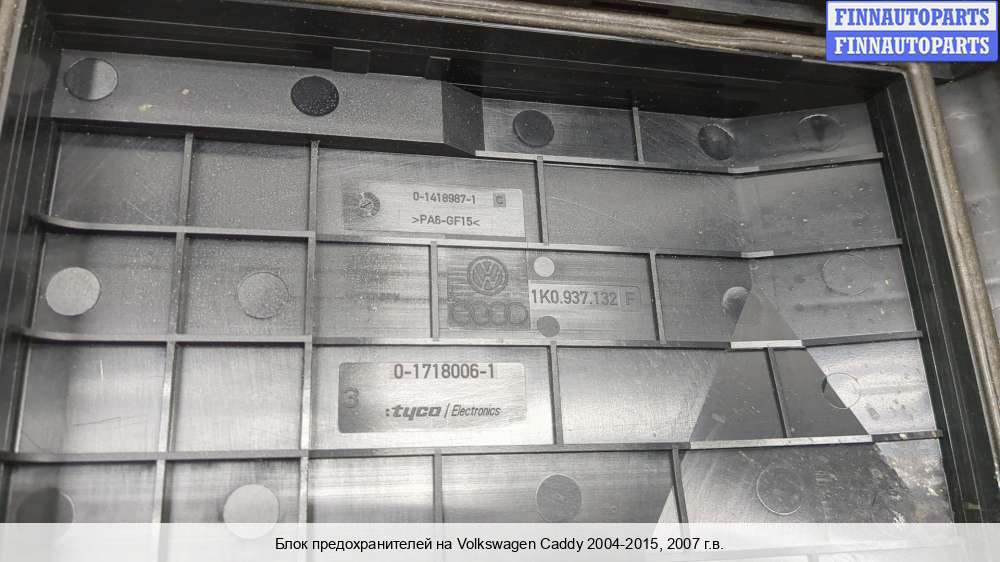 FINNAUTOPARTS
FINNAUTOPARTS
0-1418987-1 C
>PA6-GF15<
Germany
1K0.937.132 F
0-1718006-1
3
:tyco / Electronics
Блок предохранителей на Volkswagen Caddy 2004-2015, 2007 г.в.